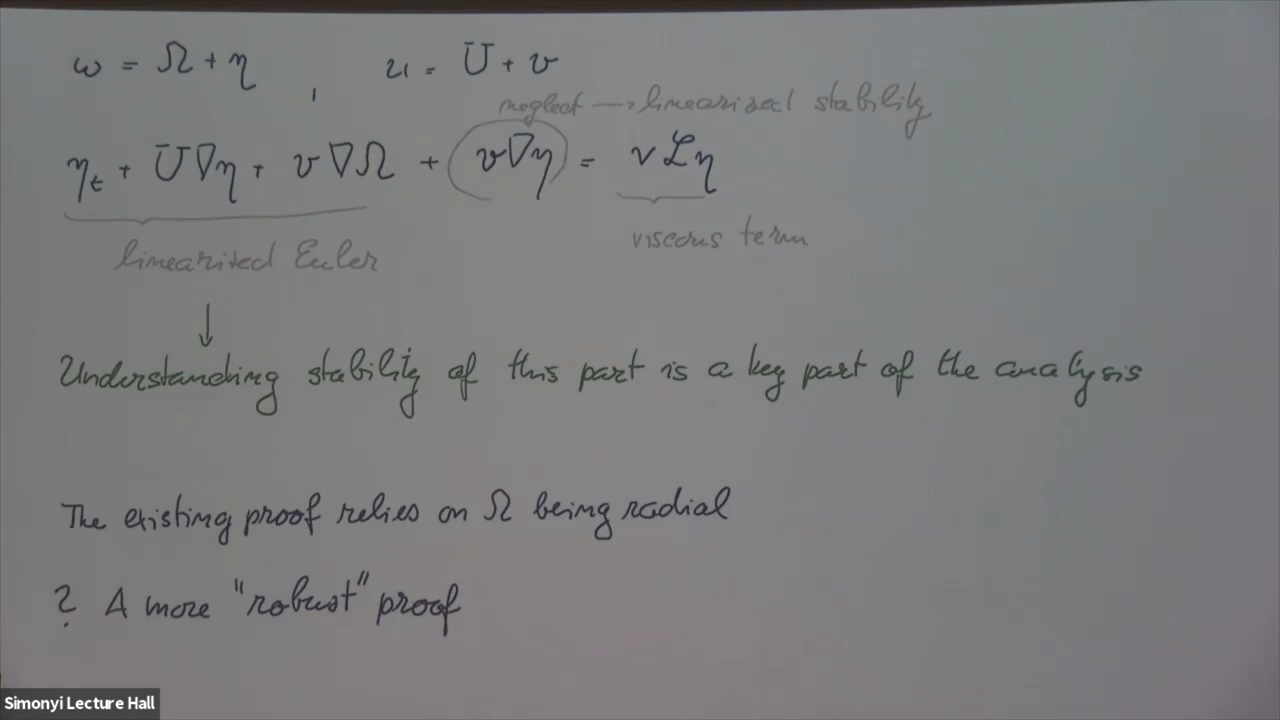 ω = Ω + η , u = U + v
neglect → linearized stability
η_t + U∇η + v∇Ω + (v∇η) = νℒη
linearized Euler
viscous term
↓
Understanding stability of this part is a key part of the analysis
The existing proof relies on Ω being radial
? A more "robust" proof
Simonyi Lecture Hall